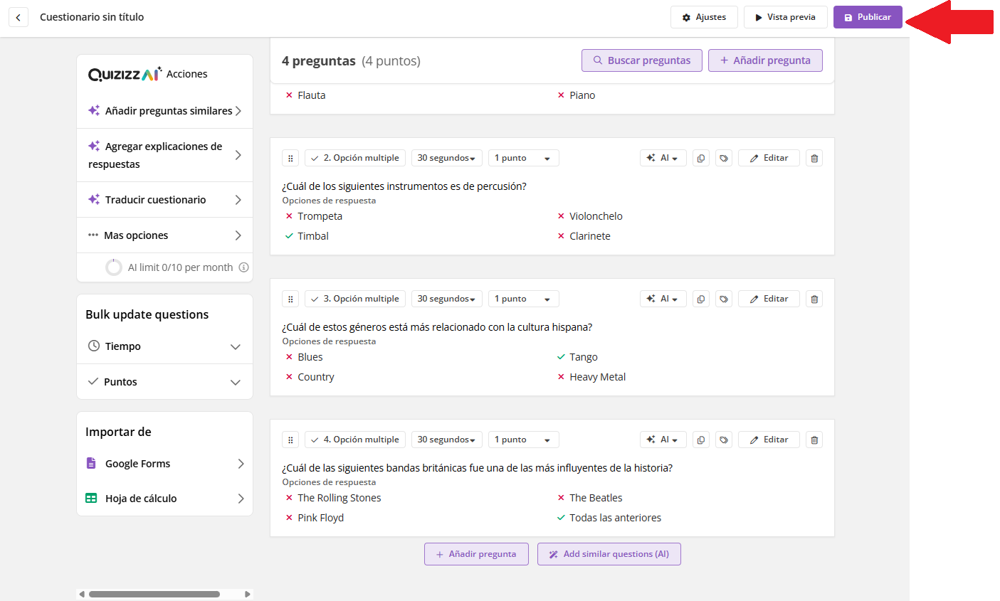 Cuestionario sin título
Ajustes
Vista previa
Publicar
QUIZIZZ AI Acciones
Añadir preguntas similares
Agregar explicaciones de
respuestas
Traducir cuestionario
Mas opciones
AI limit 0/10 per month
Bulk update questions
Tiempo
Puntos
Importar de
Google Forms
Hoja de cálculo
4 preguntas (4 puntos)
Buscar preguntas
Añadir pregunta
Flauta
Piano
2. Opción multiple
30 segundos
1 punto
AI
Editar
¿Cuál de los siguientes instrumentos es de percusión?
Opciones de respuesta
Trompeta
Violonchelo
Timbal
Clarinete
3. Opción multiple
30 segundos
1 punto
AI
Editar
¿Cuál de estos géneros está más relacionado con la cultura hispana?
Opciones de respuesta
Blues
Tango
Country
Heavy Metal
4. Opción multiple
30 segundos
1 punto
AI
Editar
¿Cuál de las siguientes bandas británicas fue una de las más influyentes de la historia?
Opciones de respuesta
The Rolling Stones
The Beatles
Pink Floyd
Todas las anteriores
Añadir pregunta
Add similar questions (AI)